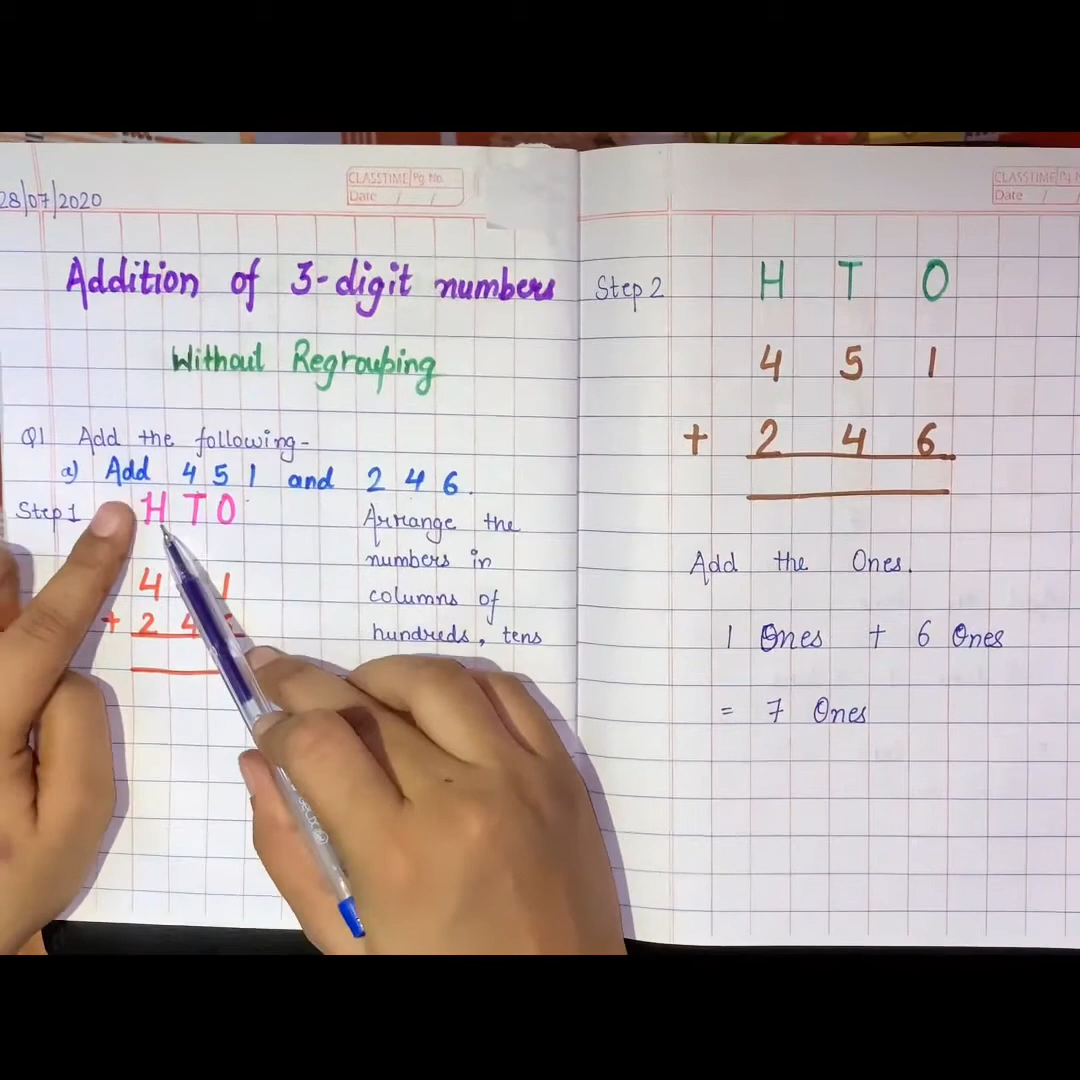 28/07/2020
CLASSTIME Pg. No.
Date / /
Addition of 3-digit numbers
Without Regrouping
Q1 Add the following-
a) Add 451 and 246.
Step 1 H T O
4 1
+ 2 4
Arrange the
numbers in
columns of
hundreds, tens
CLASSTIME
Date / /
Step 2 H T O
4 5 1
+ 2 4 6
Add the Ones.
1 Ones + 6 Ones
= 7 Ones